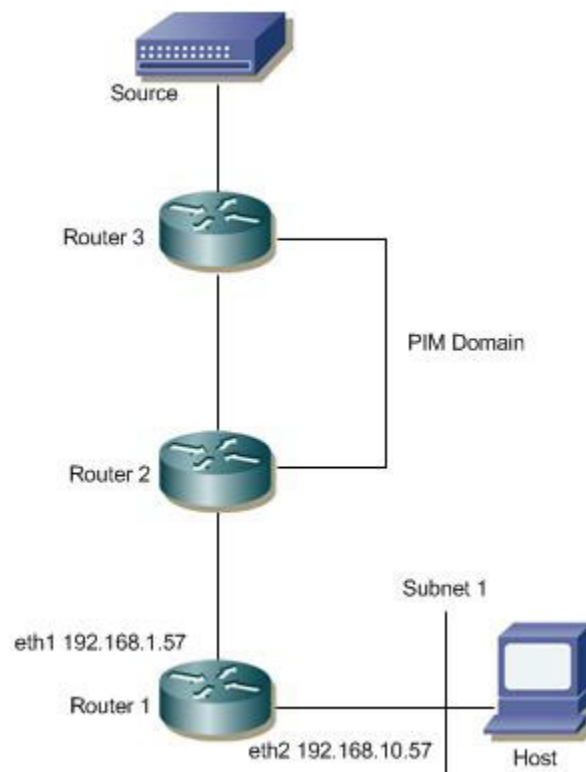 Source
Router 3
PIM Domain
Router 2
Subnet 1
eth1 192.168.1.57
Router 1
eth2 192.168.10.57
Host